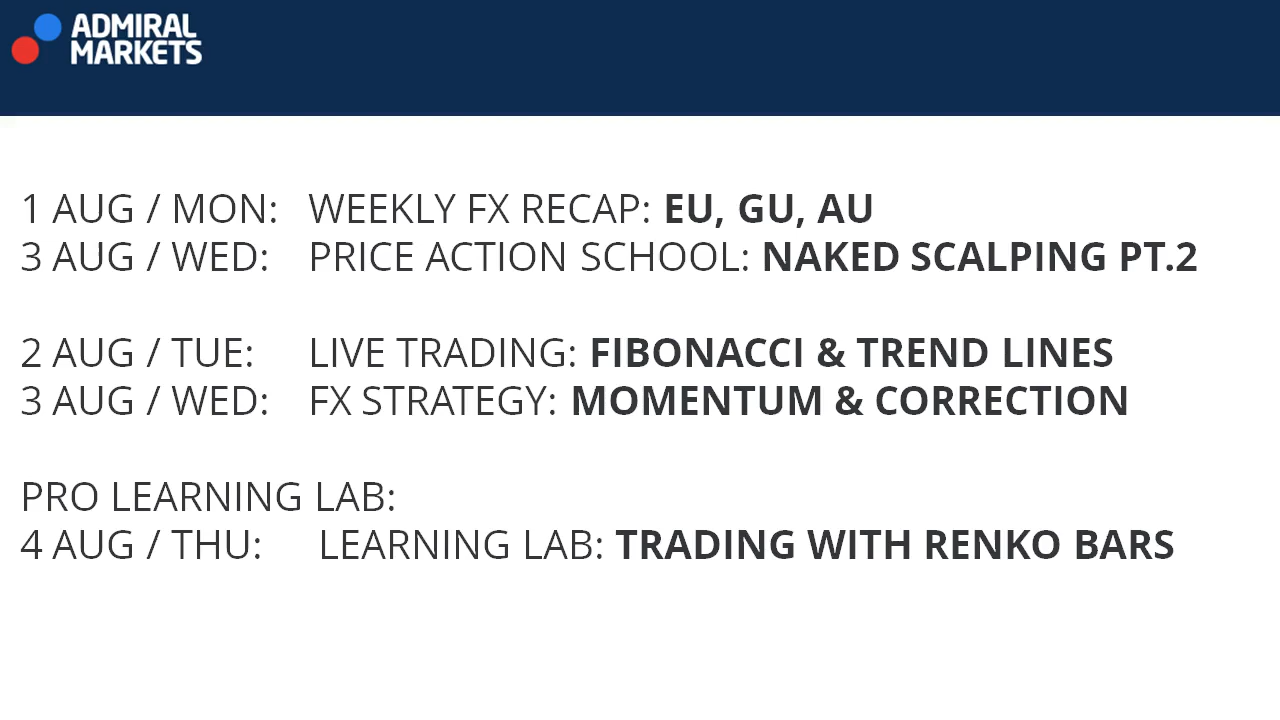 ADMIRAL
MARKETS
1 AUG / MON: WEEKLY FX RECAP: EU, GU, AU
3 AUG / WED: PRICE ACTION SCHOOL: NAKED SCALPING PT.2
2 AUG / TUE: LIVE TRADING: FIBONACCI & TREND LINES
3 AUG / WED: FX STRATEGY: MOMENTUM & CORRECTION
PRO LEARNING LAB:
4 AUG / THU: LEARNING LAB: TRADING WITH RENKO BARS